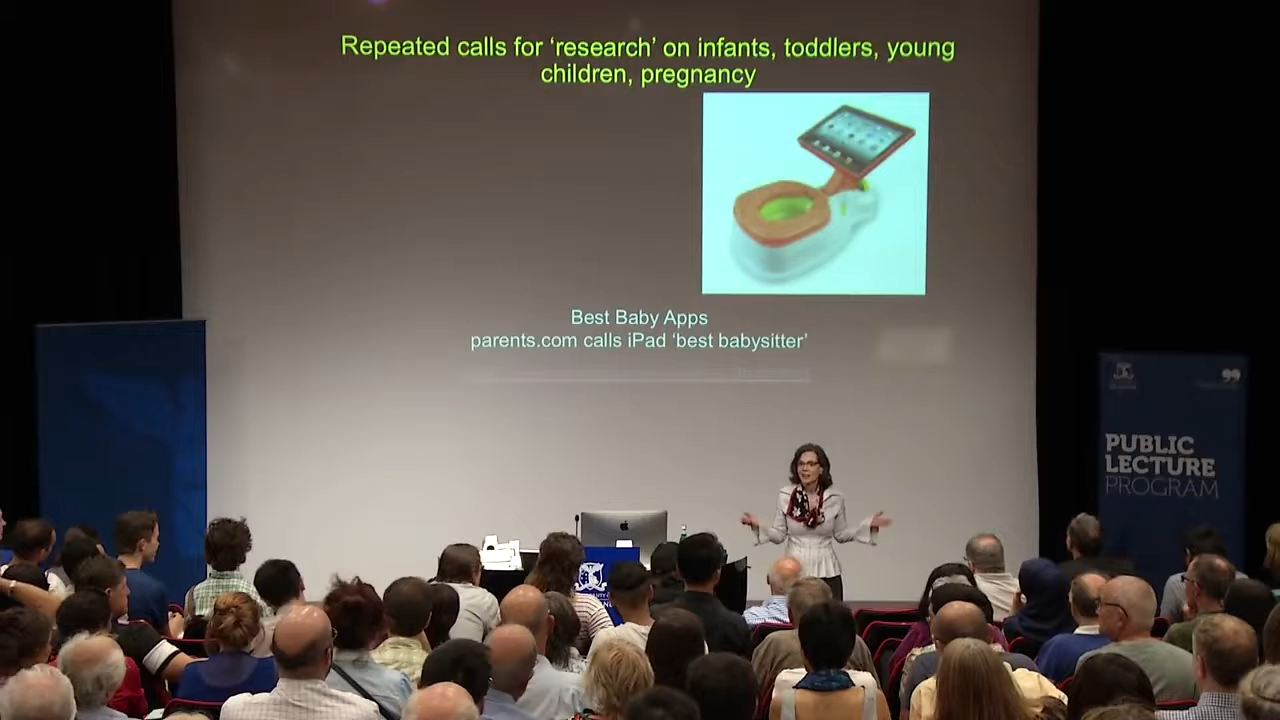 Repeated calls for ‘research’ on infants, toddlers, young
children, pregnancy
Best Baby Apps
parents.com calls iPad ‘best babysitter’
PUBLIC
LECTURE
PROGRAM